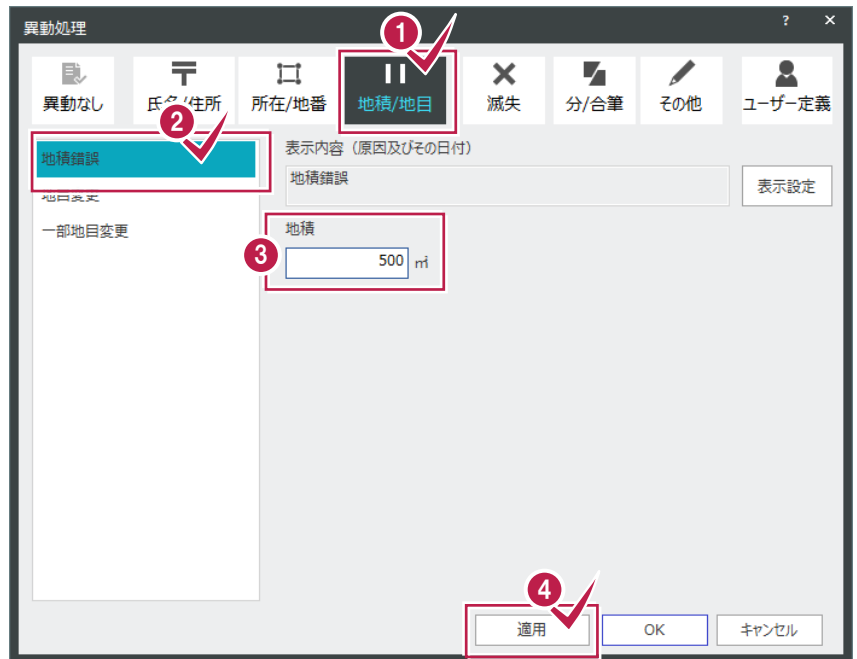 異動処理 ? ×
1
異動なし 氏名/住所 所在/地番 地積/地目 滅失 分/合筆 その他 ユーザー定義
2
地積錯誤
地目変更
一部地目変更
表示内容（原因及びその日付）
地積錯誤
表示設定
3
地積
500 ㎡
4
適用 OK キャンセル